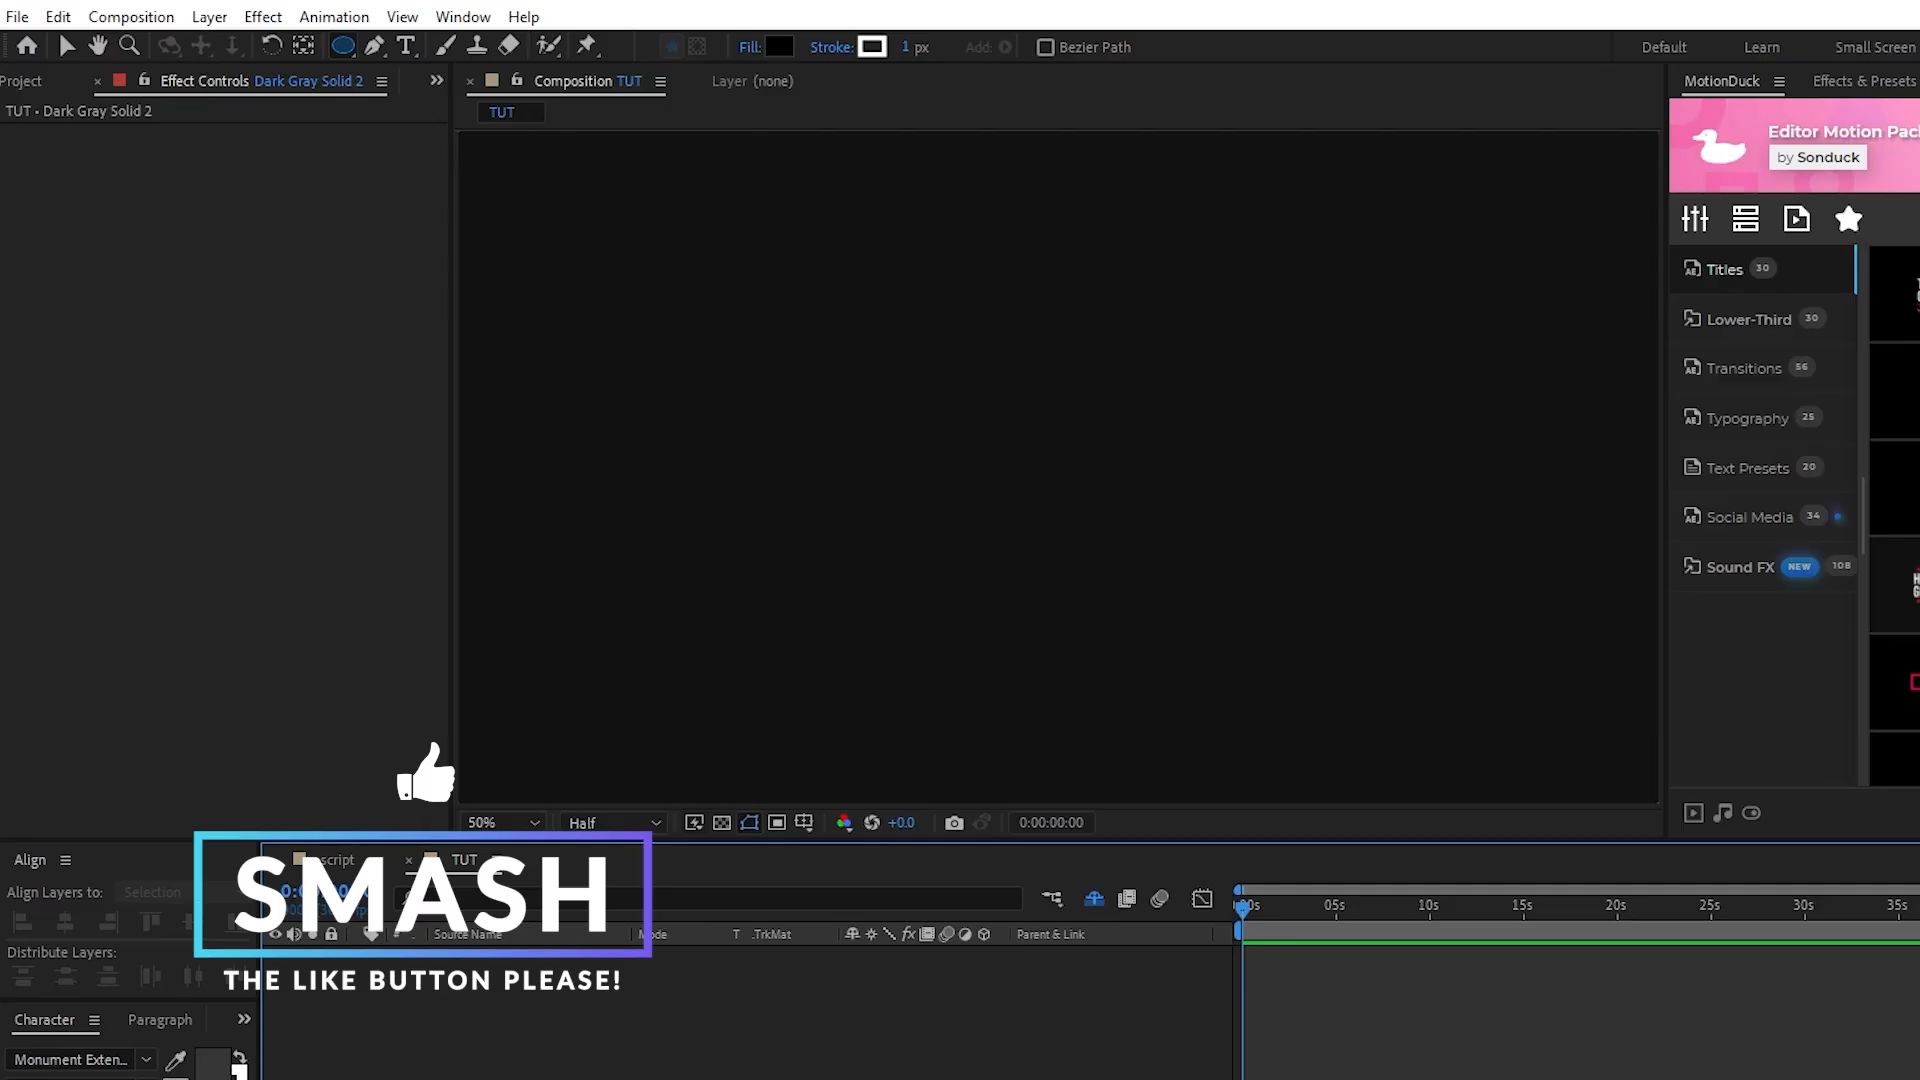 File Edit Composition Layer Effect Animation View Window Help
Fill: Stroke: 1 px Add: Bezier Path Default Learn Small Screen
Project Effect Controls Dark Gray Solid 2 Composition TUT Layer (none) MotionDuck Effects & Presets
TUT • Dark Gray Solid 2
TUT
Editor Motion Pac
by Sonduck
Titles 30
Lower-Third 30
Transitions 56
Typography 25
Text Presets 20
Social Media 34
Sound FX NEW 108
50% Half +0.0 0:00:00:00
Align
script TUT
Align Layers to: Selection
SMASH
00s 05s 10s 15s 20s 25s 30s 35s
Source Name Mode T .TrkMat Parent & Link
Distribute Layers:
THE LIKE BUTTON PLEASE!
Character Paragraph
Monument Exten...